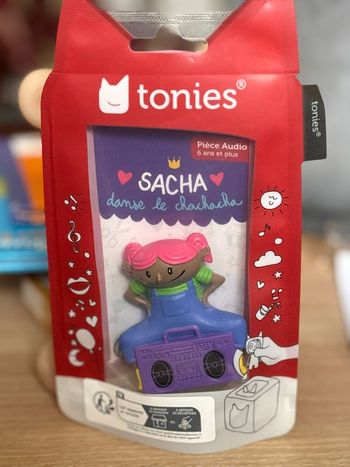 tonies®
tonies®
Pièce Audio
6 ans et plus
SACHA
danse le chachacha